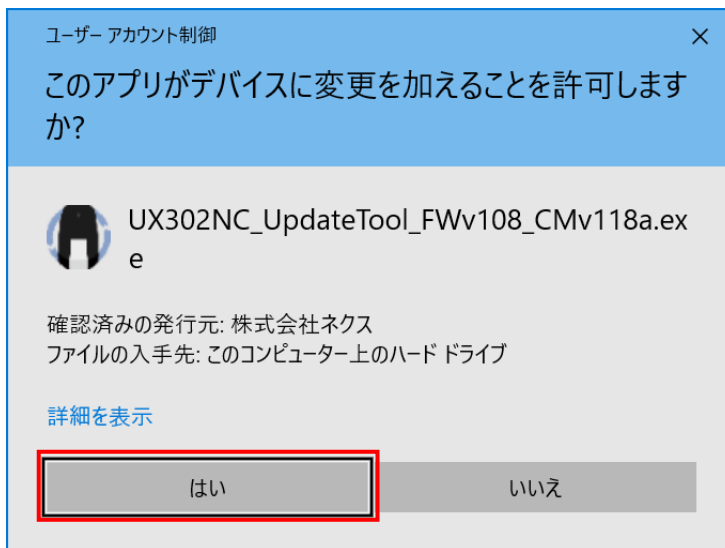 ユーザー アカウント制御
このアプリがデバイスに変更を加えることを許可します
か?
UX302NC_UpdateTool_FWv108_CMv118a.ex
e
確認済みの発行元: 株式会社ネクス
ファイルの入手先: このコンピューター上のハード ドライブ
詳細を表示
はい
いいえ